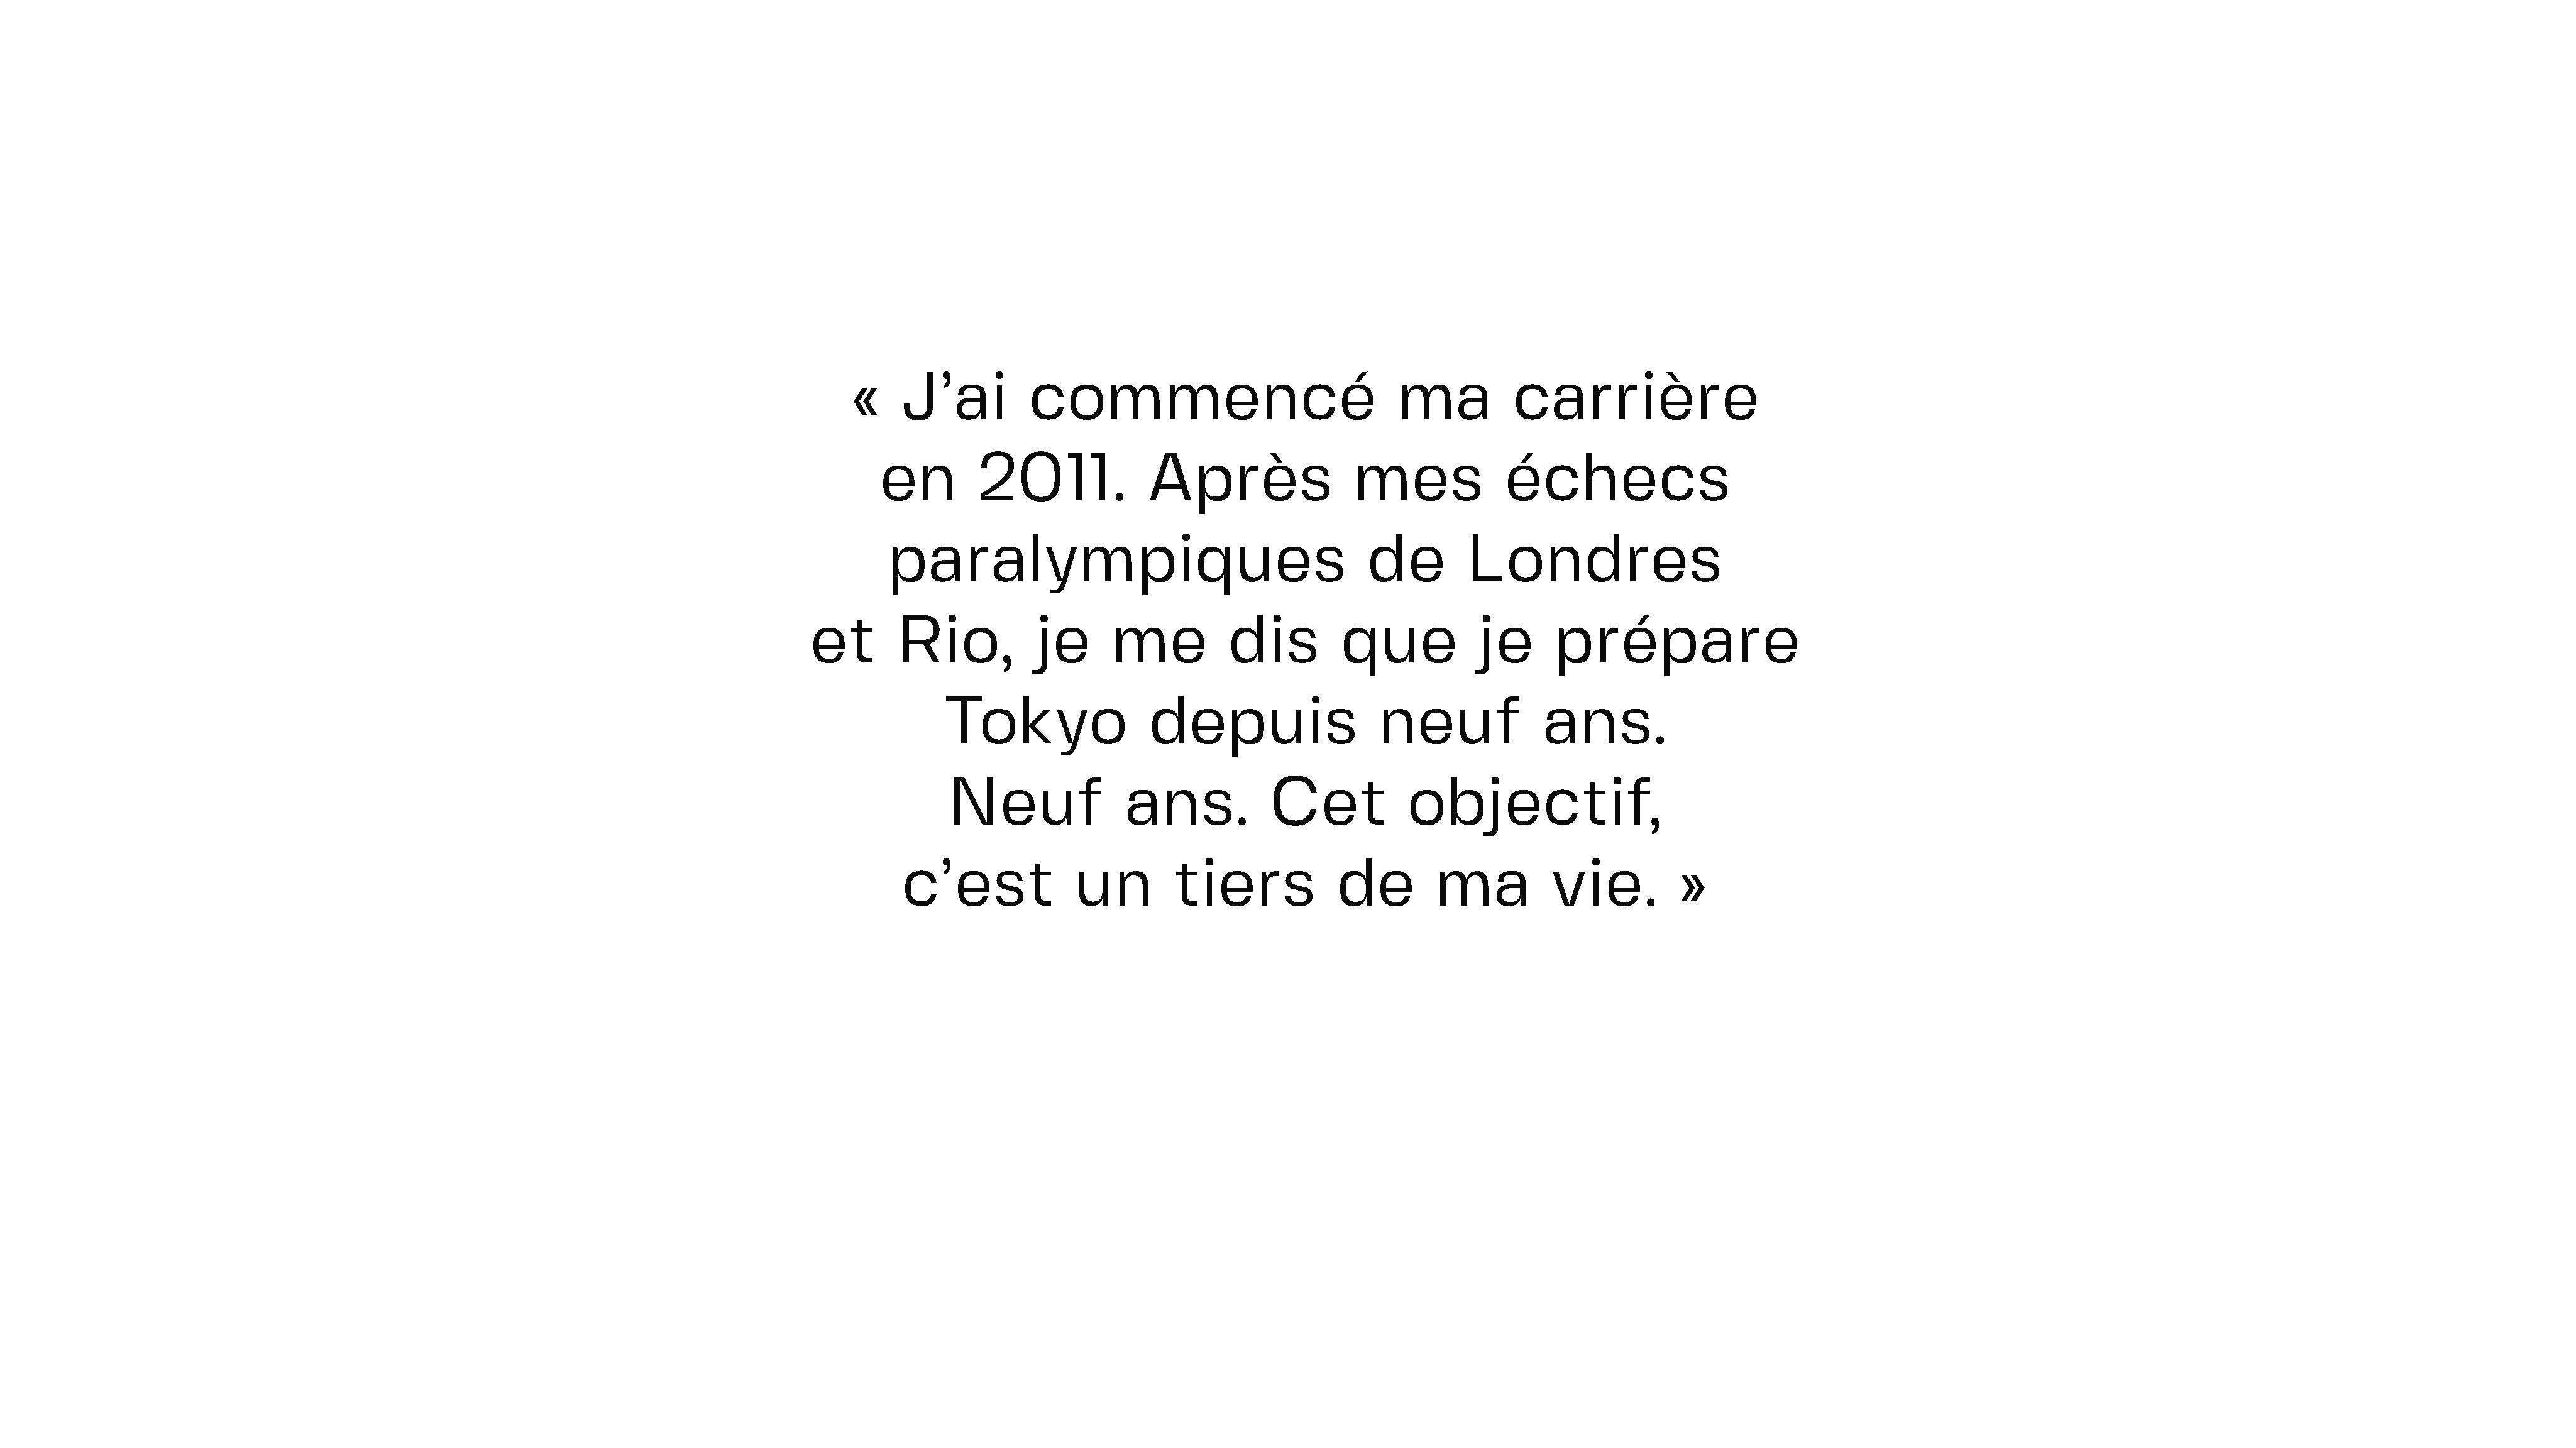 « J’ai commencé ma carrière
en 2011. Après mes échecs
paralympiques de Londres
et Rio, je me dis que je prépare
Tokyo depuis neuf ans.
Neuf ans. Cet objectif,
c’est un tiers de ma vie. »